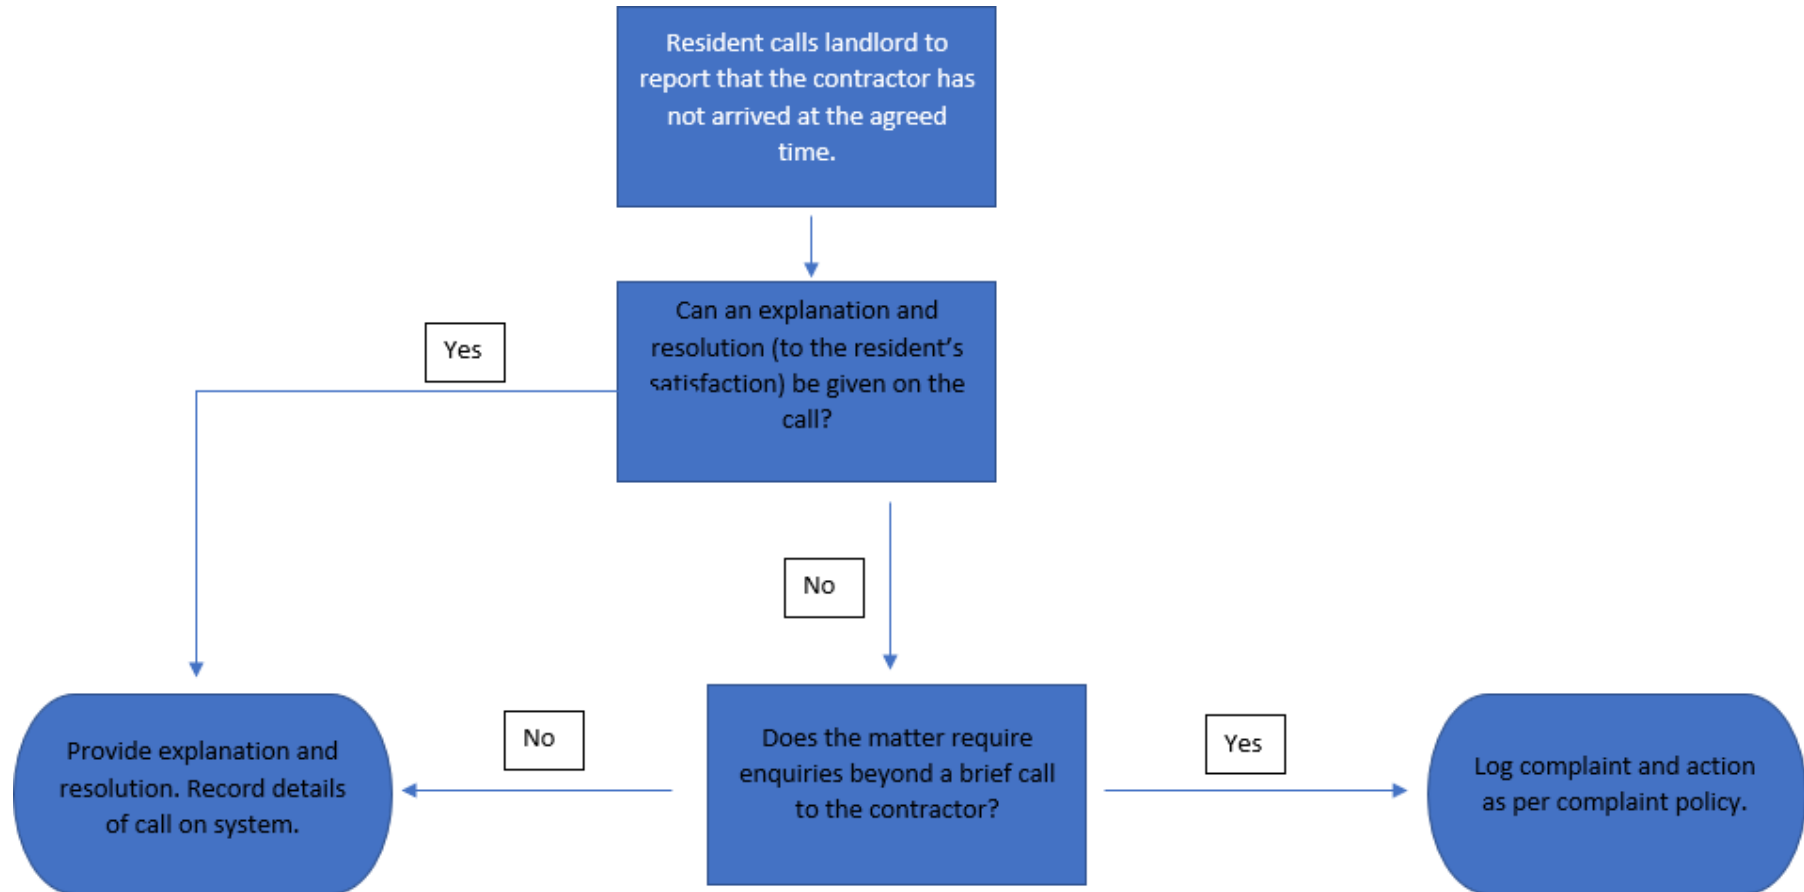 Resident calls landlord to
report that the contractor has
not arrived at the agreed
time.
Can an explanation and
resolution (to the resident’s
satisfaction) be given on the
call?
Yes
No
Provide explanation and
resolution. Record details
of call on system.
No
Does the matter require
enquiries beyond a brief call
to the contractor?
Yes
Log complaint and action
as per complaint policy.